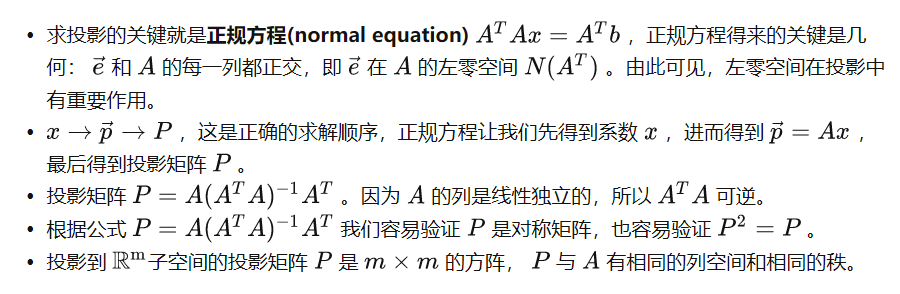 • 求投影的关键就是正规方程(normal equation) $A^T Ax = A^T b$ ，正规方程得来的关键是几
何： $\vec{e}$ 和 $A$ 的每一列都正交，即 $\vec{e}$ 在 $A$ 的左零空间 $N(A^T)$ 。由此可见，左零空间在投影中
有重要作用。
• $x \to \vec{p} \to P$ ，这是正确的求解顺序，正规方程让我们先得到系数 $x$ ，进而得到 $\vec{p} = Ax$ ，
最后得到投影矩阵 $P$ 。
• 投影矩阵 $P = A(A^T A)^{-1} A^T$ 。因为 $A$ 的列是线性独立的，所以 $A^T A$ 可逆。
• 根据公式 $P = A(A^T A)^{-1} A^T$ 我们容易验证 $P$ 是对称矩阵，也容易验证 $P^2 = P$ 。
• 投影到 $\mathbb{R}^{\mathrm{m}}$ 子空间的投影矩阵 $P$ 是 $m \times m$ 的方阵， $P$ 与 $A$ 有相同的列空间和相同的秩。